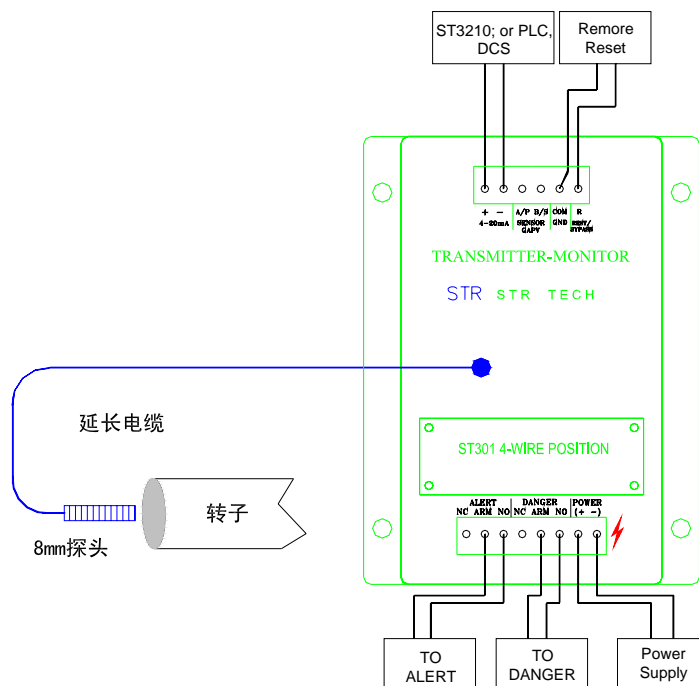 ST3210; or PLC,
DCS
Remore
Reset
+ - A/P B/S COM R
4-20mA SENSOR GND
GAPV
BYPASS
TRANSMITTER-MONITOR
STR STR TECH
延长电缆
ST301 4-WIRE POSITION
ALERT DANGER POWER
NC ARM NO NC ARM NO (+ -)
转子
8mm探头
TO
ALERT
TO
DANGER
Power
Supply